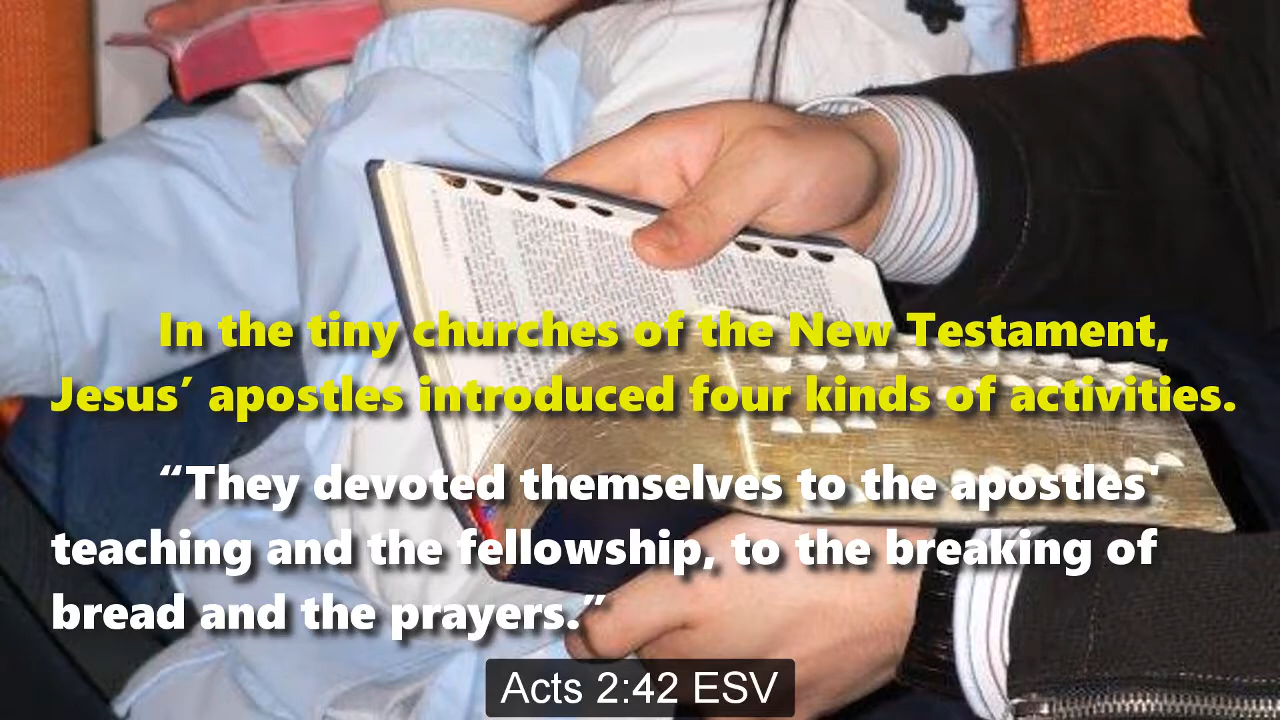 In the tiny churches of the New Testament,
Jesus’ apostles introduced four kinds of activities.
“They devoted themselves to the apostles'
teaching and the fellowship, to the breaking of
bread and the prayers.”
Acts 2:42 ESV